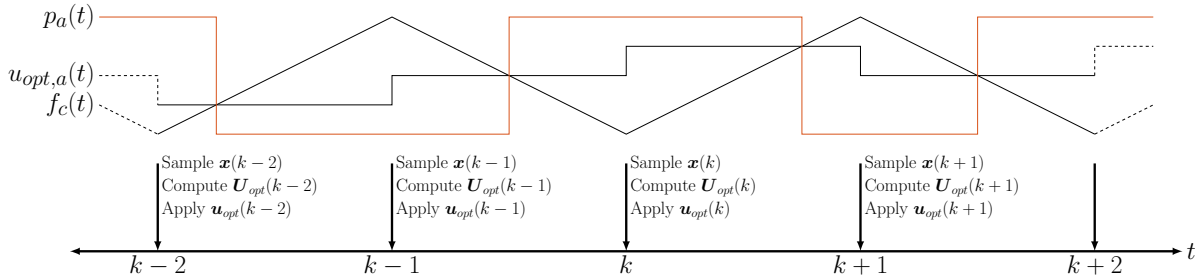 pₐ(t)
u_{opt,a}(t)
f_c(t)
Sample x(k−2)
Compute U_{opt}(k−2)
Apply u_{opt}(k−2)
Sample x(k−1)
Compute U_{opt}(k−1)
Apply u_{opt}(k−1)
Sample x(k)
Compute U_{opt}(k)
Apply u_{opt}(k)
Sample x(k+1)
Compute U_{opt}(k+1)
Apply u_{opt}(k+1)
k − 2
k − 1
k
k + 1
k + 2
t